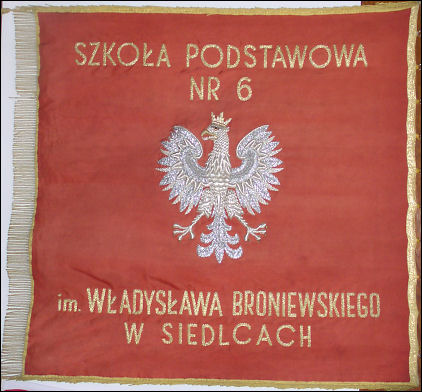 SZKOŁA PODSTAWOWA
NR 6
im. WŁADYSŁAWA BRONIEWSKIEGO
W SIEDLCACH